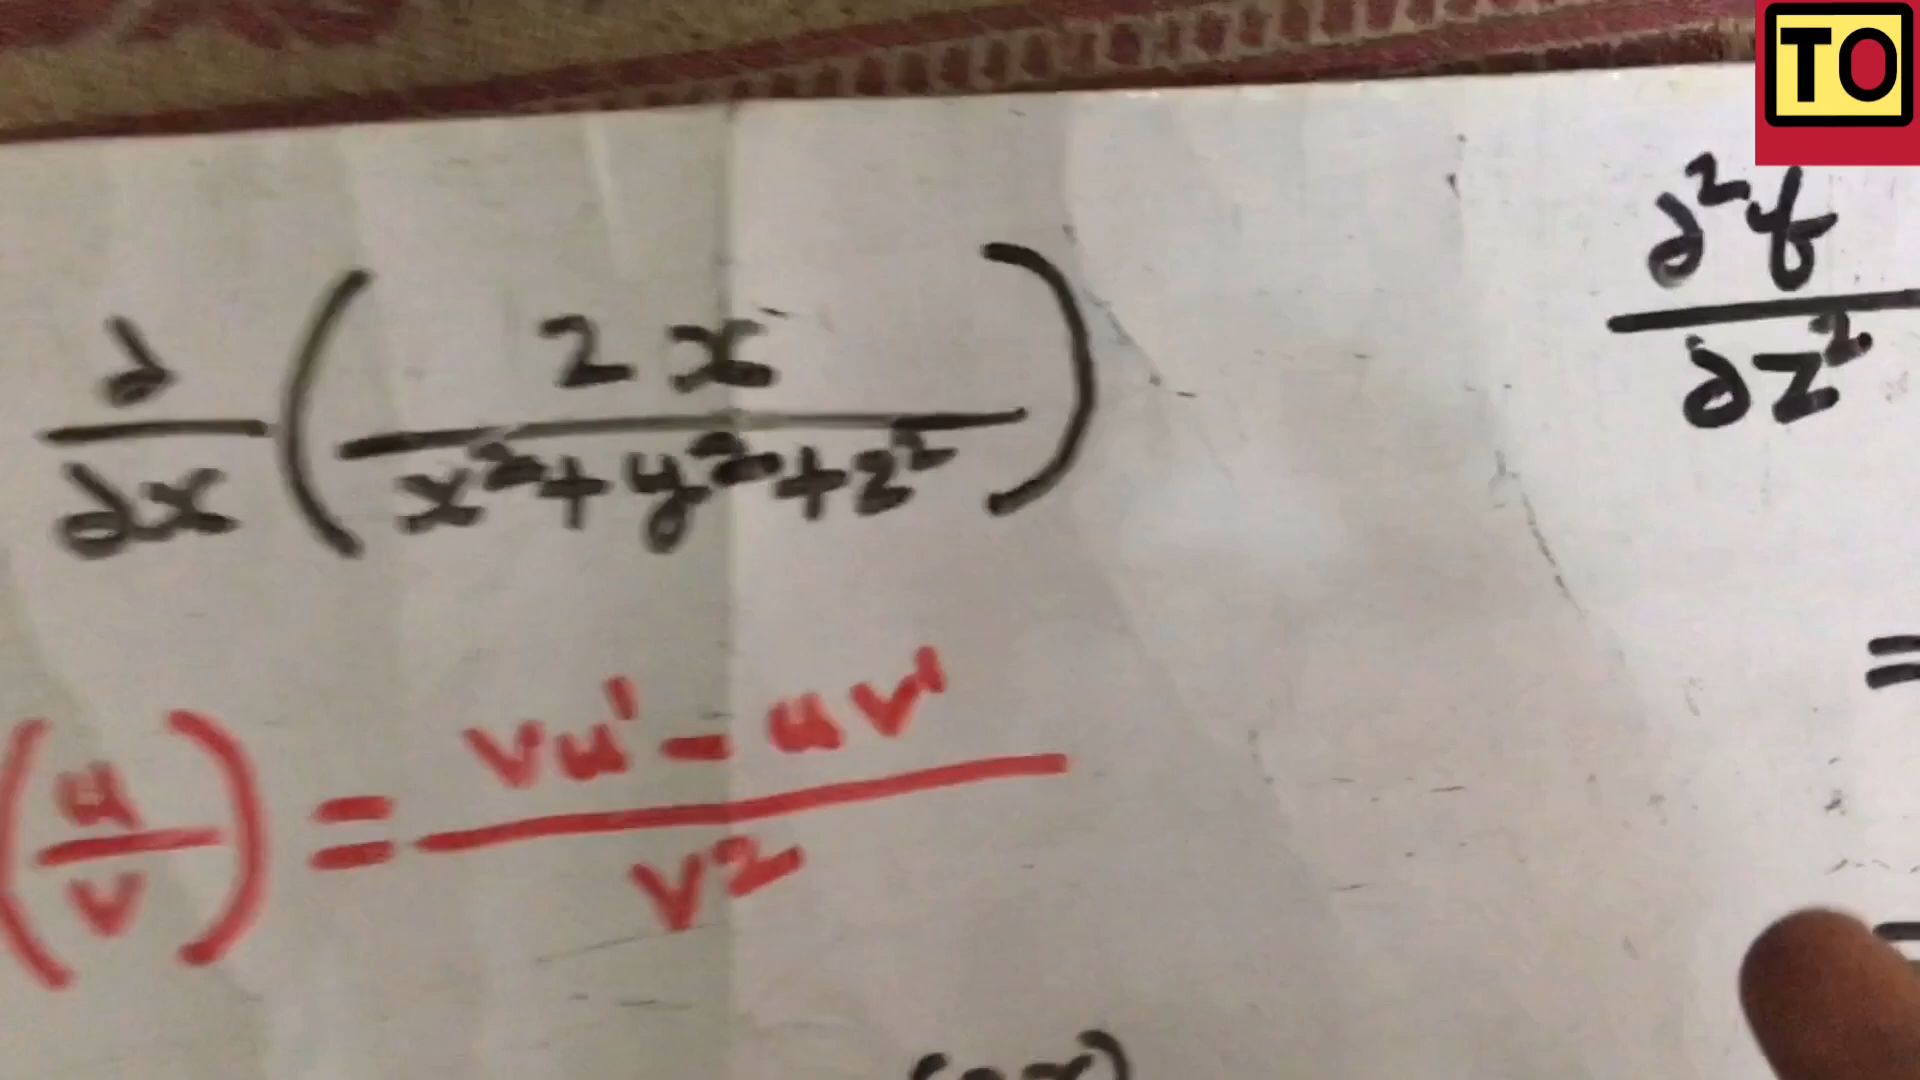 TO
∂/∂x ( 2x / x²+y²+z² )
(u/v) = vu' - uv' / v²
∂²f
∂z²
=